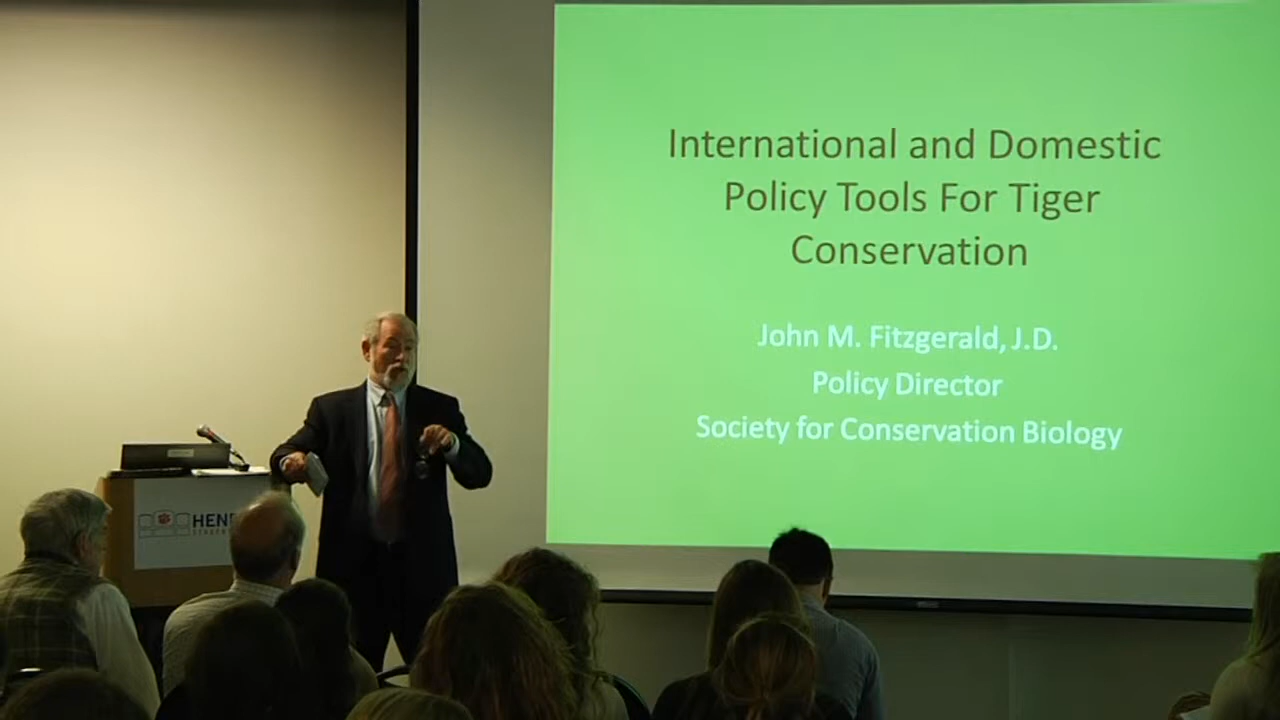 International and Domestic
Policy Tools For Tiger
Conservation
John M. Fitzgerald, J.D.
Policy Director
Society for Conservation Biology